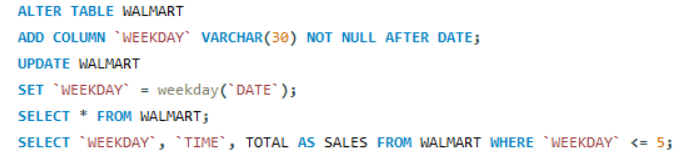 ALTER TABLE WALMART
ADD COLUMN `WEEKDAY` VARCHAR(30) NOT NULL AFTER DATE;
UPDATE WALMART
SET `WEEKDAY` = weekday(`DATE`);
SELECT * FROM WALMART;
SELECT `WEEKDAY`, `TIME`, TOTAL AS SALES FROM WALMART WHERE `WEEKDAY` <= 5;